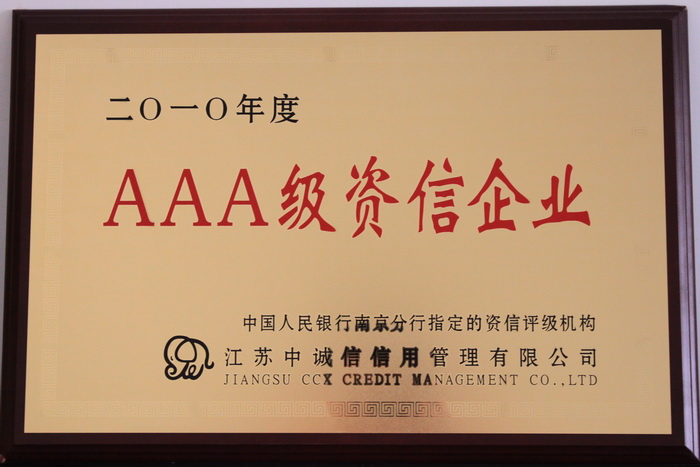 二〇一〇年度
AAA级资信企业
中国人民银行南京分行指定的资信评级机构
江苏中诚信信用管理有限公司
JIANGSU CCX CREDIT MANAGEMENT CO.,LTD